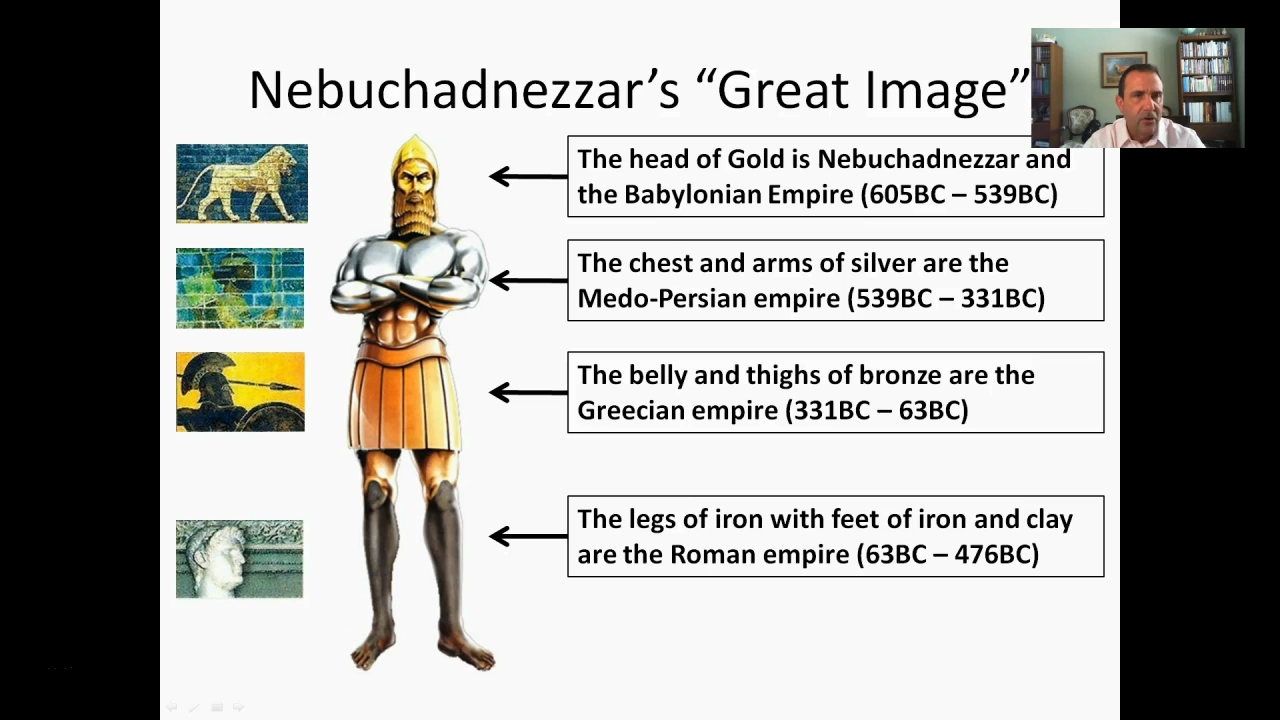 Nebuchadnezzar’s “Great Image”
The head of Gold is Nebuchadnezzar and
the Babylonian Empire (605BC – 539BC)
The chest and arms of silver are the
Medo-Persian empire (539BC – 331BC)
The belly and thighs of bronze are the
Greecian empire (331BC – 63BC)
The legs of iron with feet of iron and clay
are the Roman empire (63BC – 476BC)